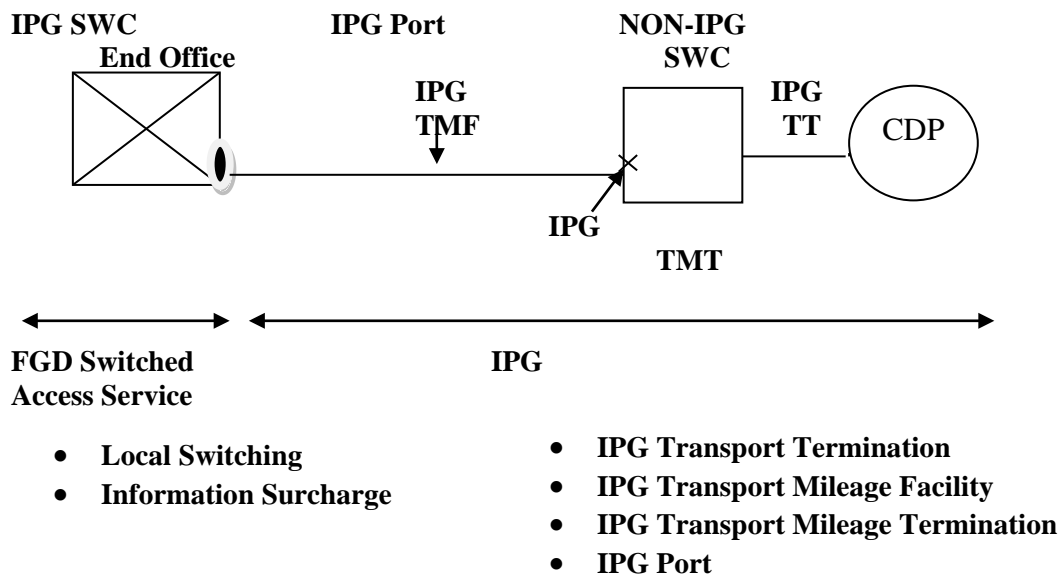 IPG SWC
End Office
IPG Port
NON-IPG
SWC
IPG
TMF
IPG
TT
CDP
IPG
TMT
FGD Switched
Access Service
IPG
• Local Switching
• Information Surcharge
• IPG Transport Termination
• IPG Transport Mileage Facility
• IPG Transport Mileage Termination
• IPG Port